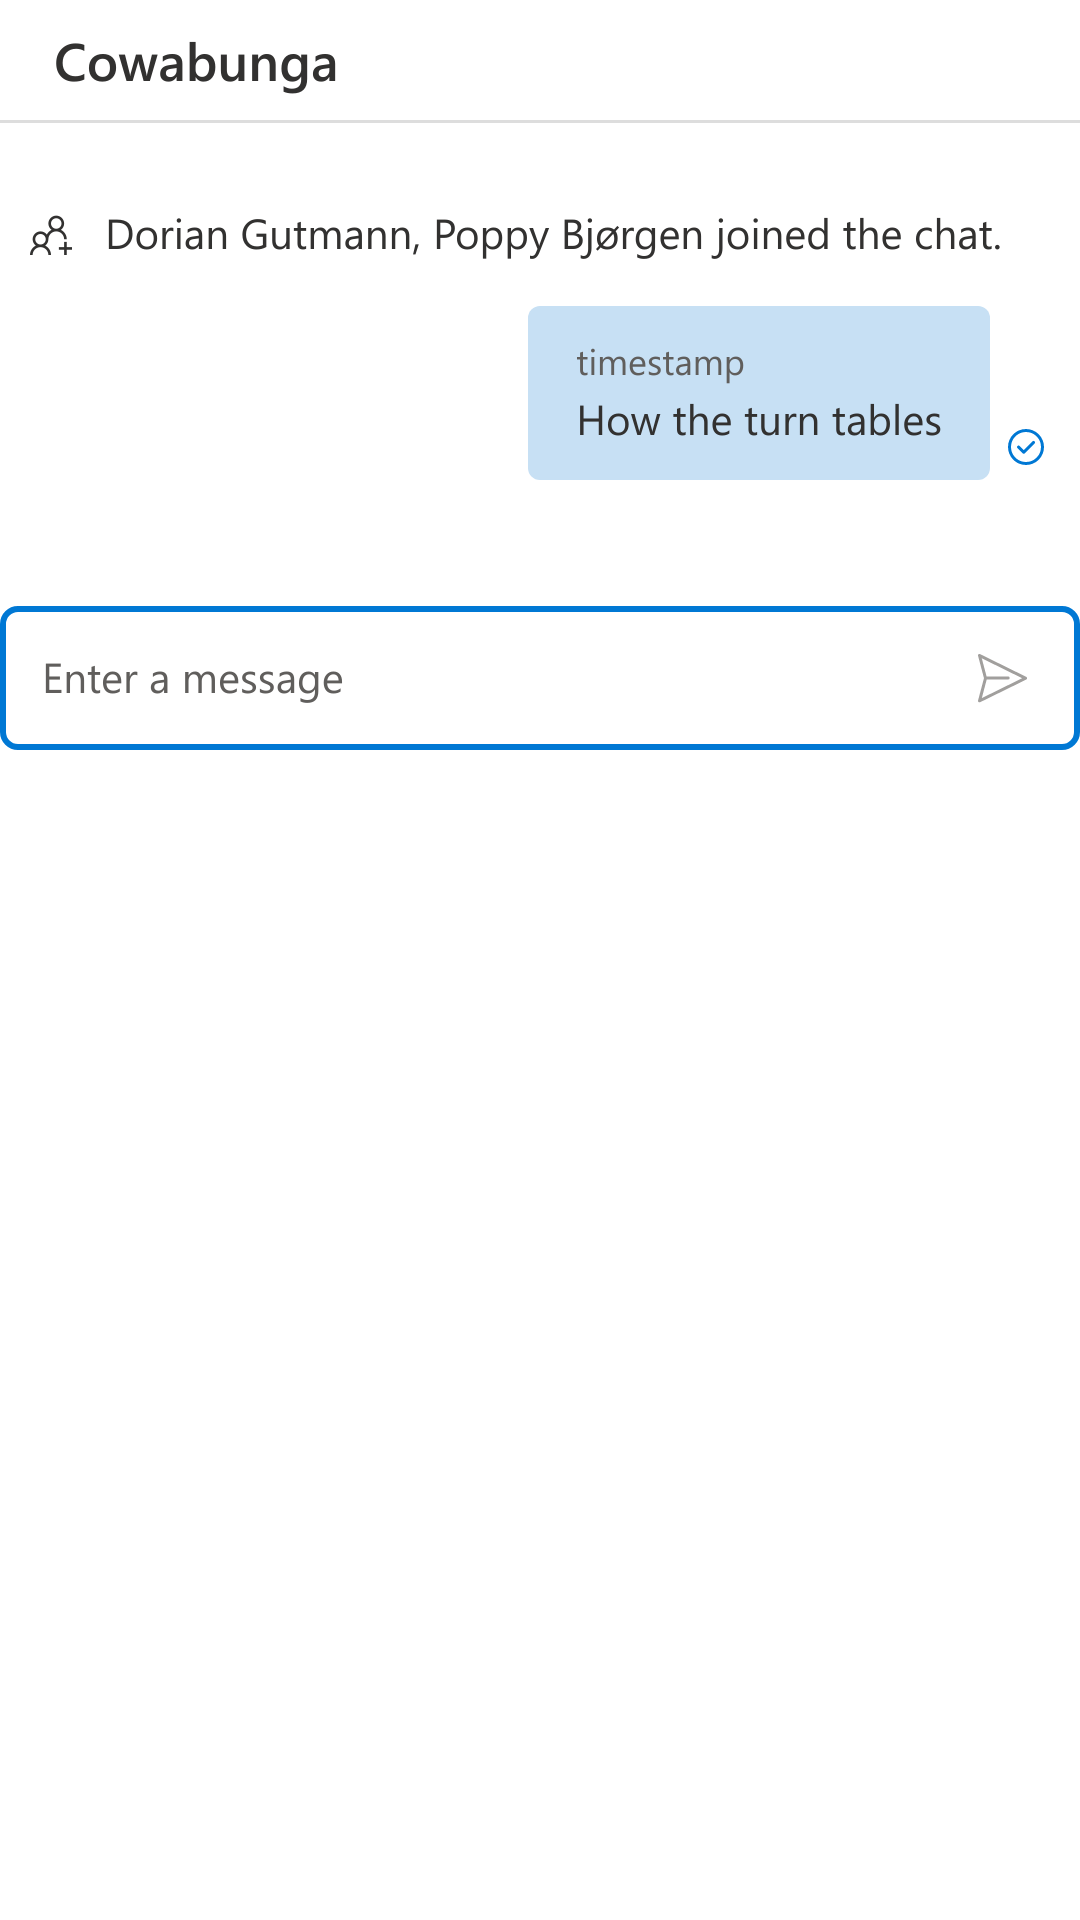 Cowabunga
Dorian Gutmann, Poppy Bjørgen joined the chat.
timestamp
How the turn tables
Enter a message